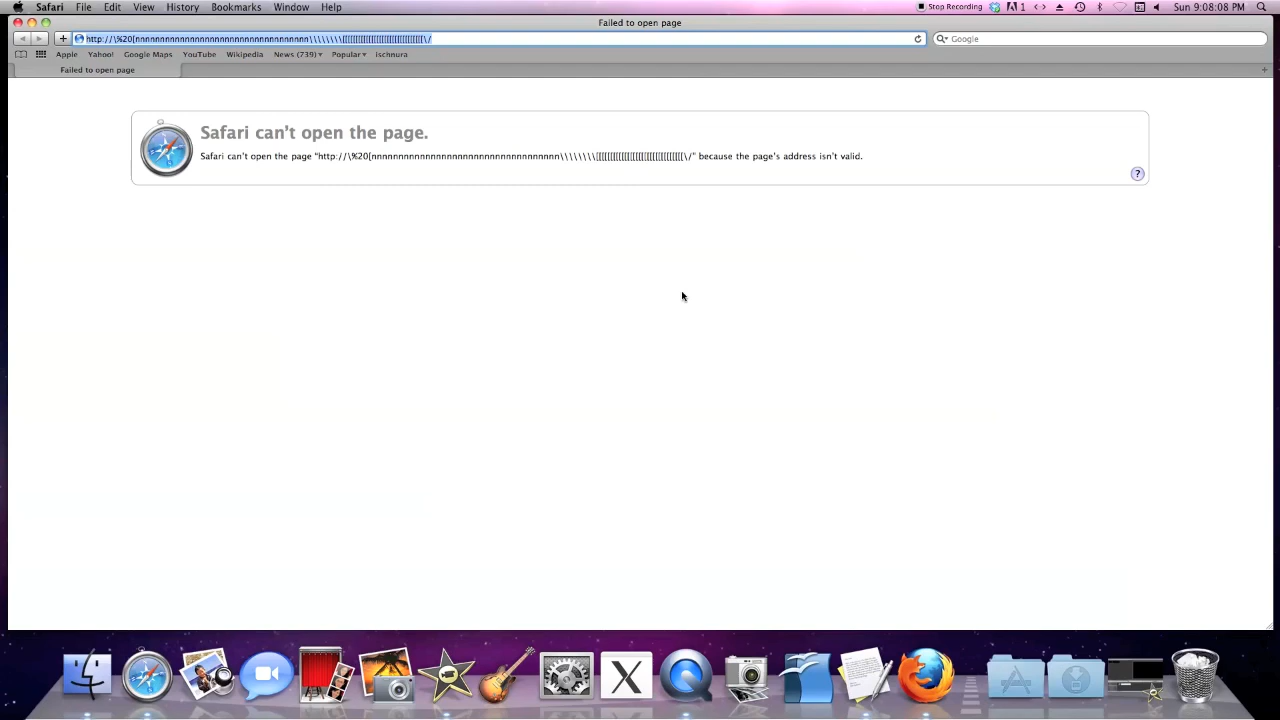 Safari File Edit View History Bookmarks Window Help Stop Recording 1 Sun 9:08:08 PM
Failed to open page
Google
Apple Yahoo! Google Maps YouTube Wikipedia News (739) Popular ischnura
Failed to open page
Safari can't open the page.
because the page's address isn't valid.
?